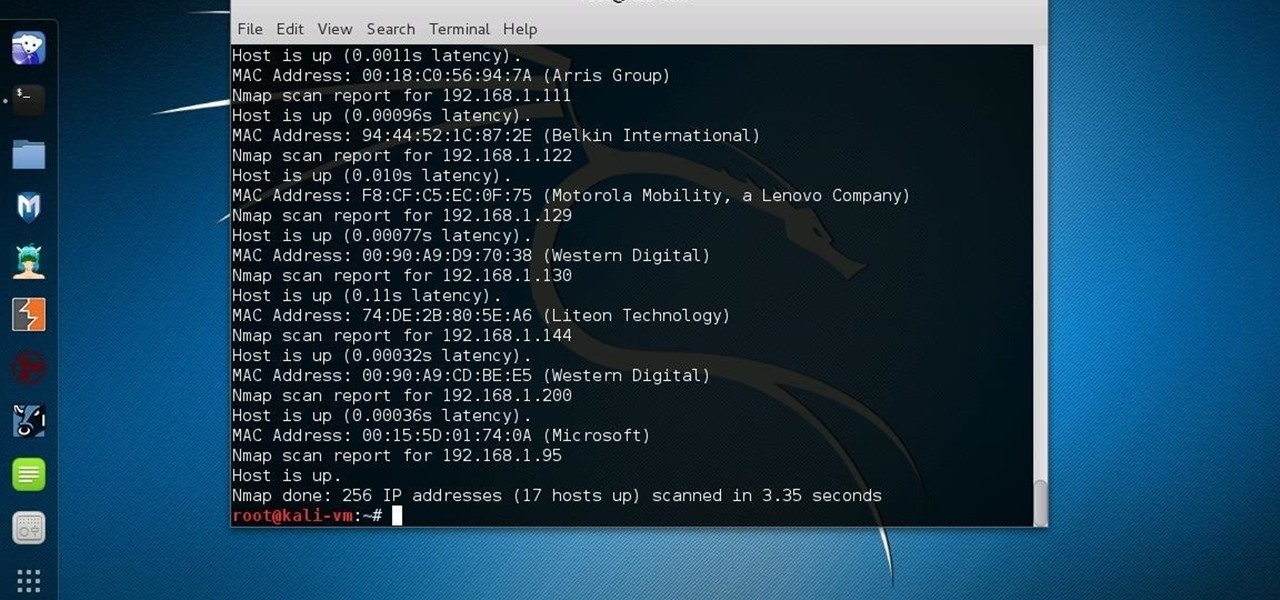 File Edit View Search Terminal Help
Host is up (0.0011s latency).
MAC Address: 00:18:C0:56:94:7A (Arris Group)
Nmap scan report for 192.168.1.111
Host is up (0.00096s latency).
MAC Address: 94:44:52:1C:87:2E (Belkin International)
Nmap scan report for 192.168.1.122
Host is up (0.010s latency).
MAC Address: F8:CF:C5:EC:0F:75 (Motorola Mobility, a Lenovo Company)
Nmap scan report for 192.168.1.129
Host is up (0.00077s latency).
MAC Address: 00:90:A9:D9:70:38 (Western Digital)
Nmap scan report for 192.168.1.130
Host is up (0.11s latency).
MAC Address: 74:DE:2B:80:5E:A6 (Liteon Technology)
Nmap scan report for 192.168.1.144
Host is up (0.00032s latency).
MAC Address: 00:90:A9:CD:BE:E5 (Western Digital)
Nmap scan report for 192.168.1.200
Host is up (0.00036s latency).
MAC Address: 00:15:5D:01:74:0A (Microsoft)
Nmap scan report for 192.168.1.95
Host is up.
Nmap done: 256 IP addresses (17 hosts up) scanned in 3.35 seconds
root@kali-vm:~#